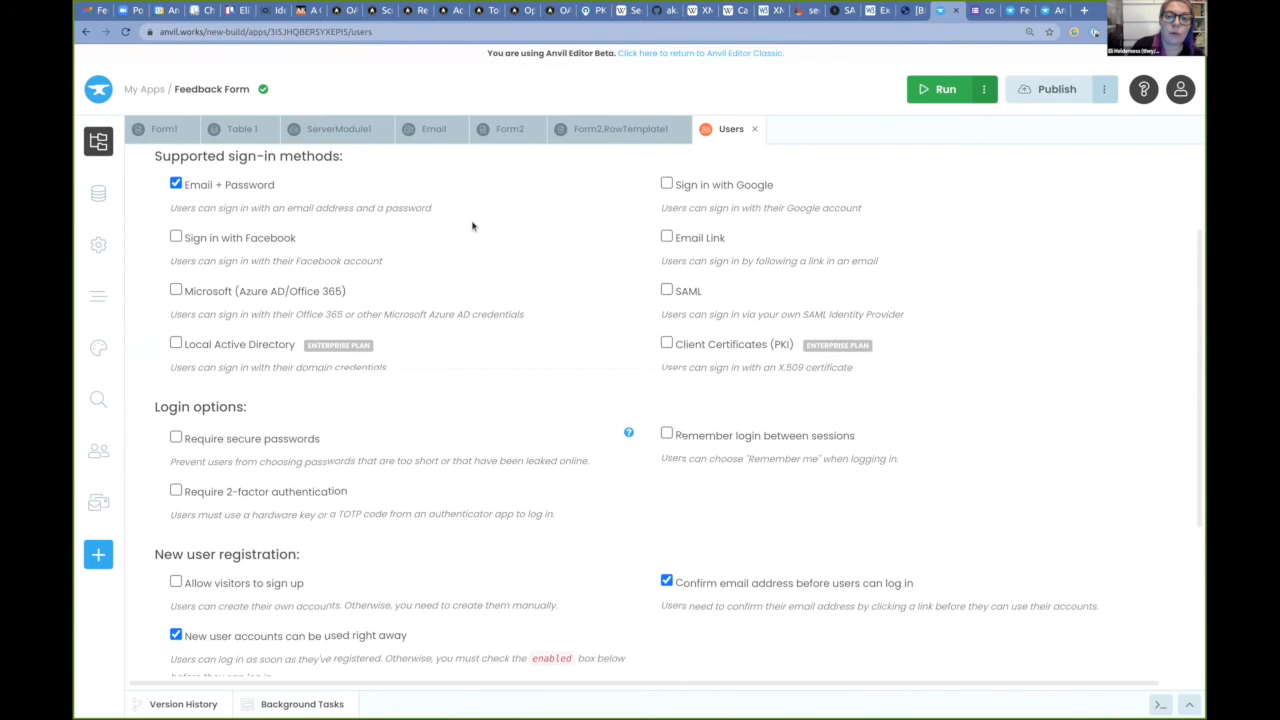 anvil.works/new-build/apps/3I5JHQBER5YXEPIS/users
You are using Anvil Editor Beta. Click here to return to Anvil Editor Classic.
My Apps / Feedback Form
Run
Publish
Form1
Table 1
ServerModule1
Email
Form2
Form2.RowTemplate1
Users
Supported sign-in methods:
Email + Password
Sign in with Google
Users can sign in with an email address and a password
Users can sign in with their Google account
Sign in with Facebook
Email Link
Users can sign in with their Facebook account
Users can sign in by following a link in an email
Microsoft (Azure AD/Office 365)
SAML
Users can sign in with their Office 365 or other Microsoft Azure AD credentials
Users can sign in via your own SAML Identity Provider
Local Active Directory ENTERPRISE PLAN
Client Certificates (PKI) ENTERPRISE PLAN
Users can sign in with their domain credentials
Users can sign in with an X.509 certificate
Login options:
Require secure passwords
?
Remember login between sessions
Prevent users from choosing passwords that are too short or that have been leaked online.
Users can choose "Remember me" when logging in.
Require 2-factor authentication
Users must use a hardware key or a TOTP code from an authenticator app to log in.
New user registration:
Allow visitors to sign up
Confirm email address before users can log in
Users can create their own accounts. Otherwise, you need to create them manually.
Users need to confirm their email address by clicking a link before they can use their accounts.
New user accounts can be used right away
Users can log in as soon as they've registered. Otherwise, you must check the enabled box below
before they can log in
Version History
Background Tasks